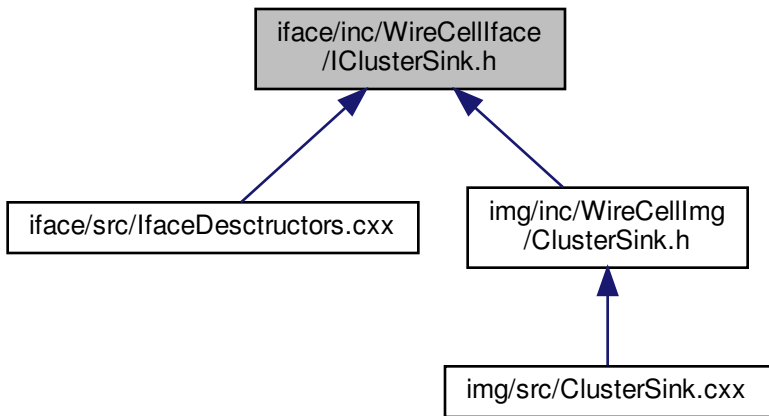 iface/inc/WireCellIface
/IClusterSink.h
iface/src/IfaceDesctructors.cxx
img/inc/WireCellImg
/ClusterSink.h
img/src/ClusterSink.cxx